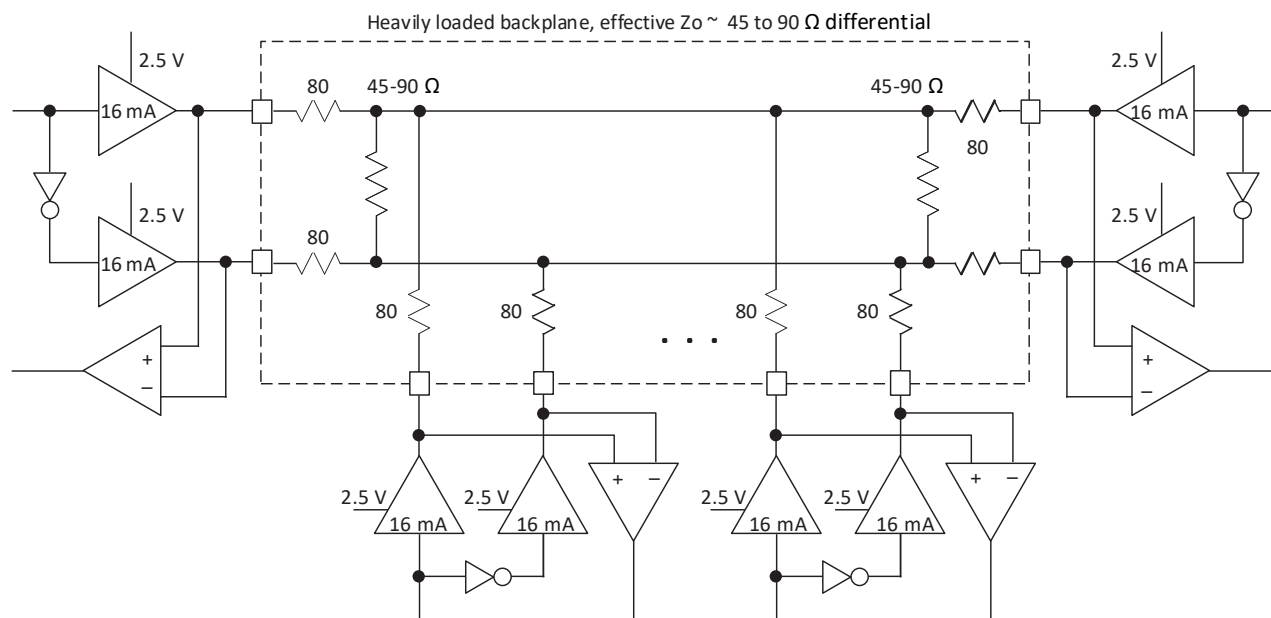 Heavily loaded backplane, effective Zo ~ 45 to 90 Ω differential
2.5 V
2.5 V
80
45-90 Ω
45-90 Ω
16 mA
16 mA
80
2.5 V
2.5 V
80
16 mA
16 mA
80
80
80
80
+
−
+
−
. . .
+ −
+ −
2.5 V
2.5 V
2.5 V
2.5 V
16 mA
16 mA
16 mA
16 mA